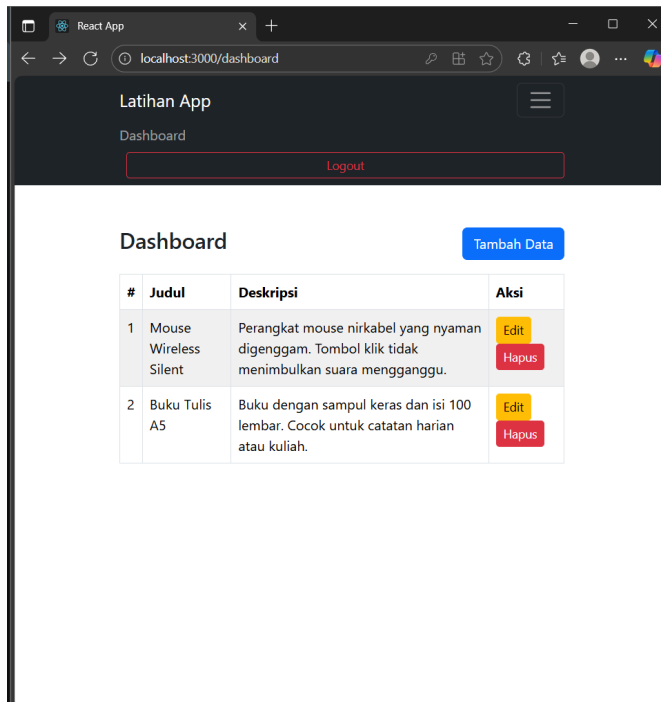 React App
localhost:3000/dashboard
Latihan App
Dashboard
Logout
Dashboard
Tambah Data
# Judul Deskripsi Aksi
1 Mouse Perangkat mouse nirkabel yang nyaman Edit
Wireless digenggam. Tombol klik tidak Hapus
Silent menimbulkan suara mengganggu.
2 Buku Tulis Buku dengan sampul keras dan isi 100 Edit
A5 lembar. Cocok untuk catatan harian Hapus
atau kuliah.